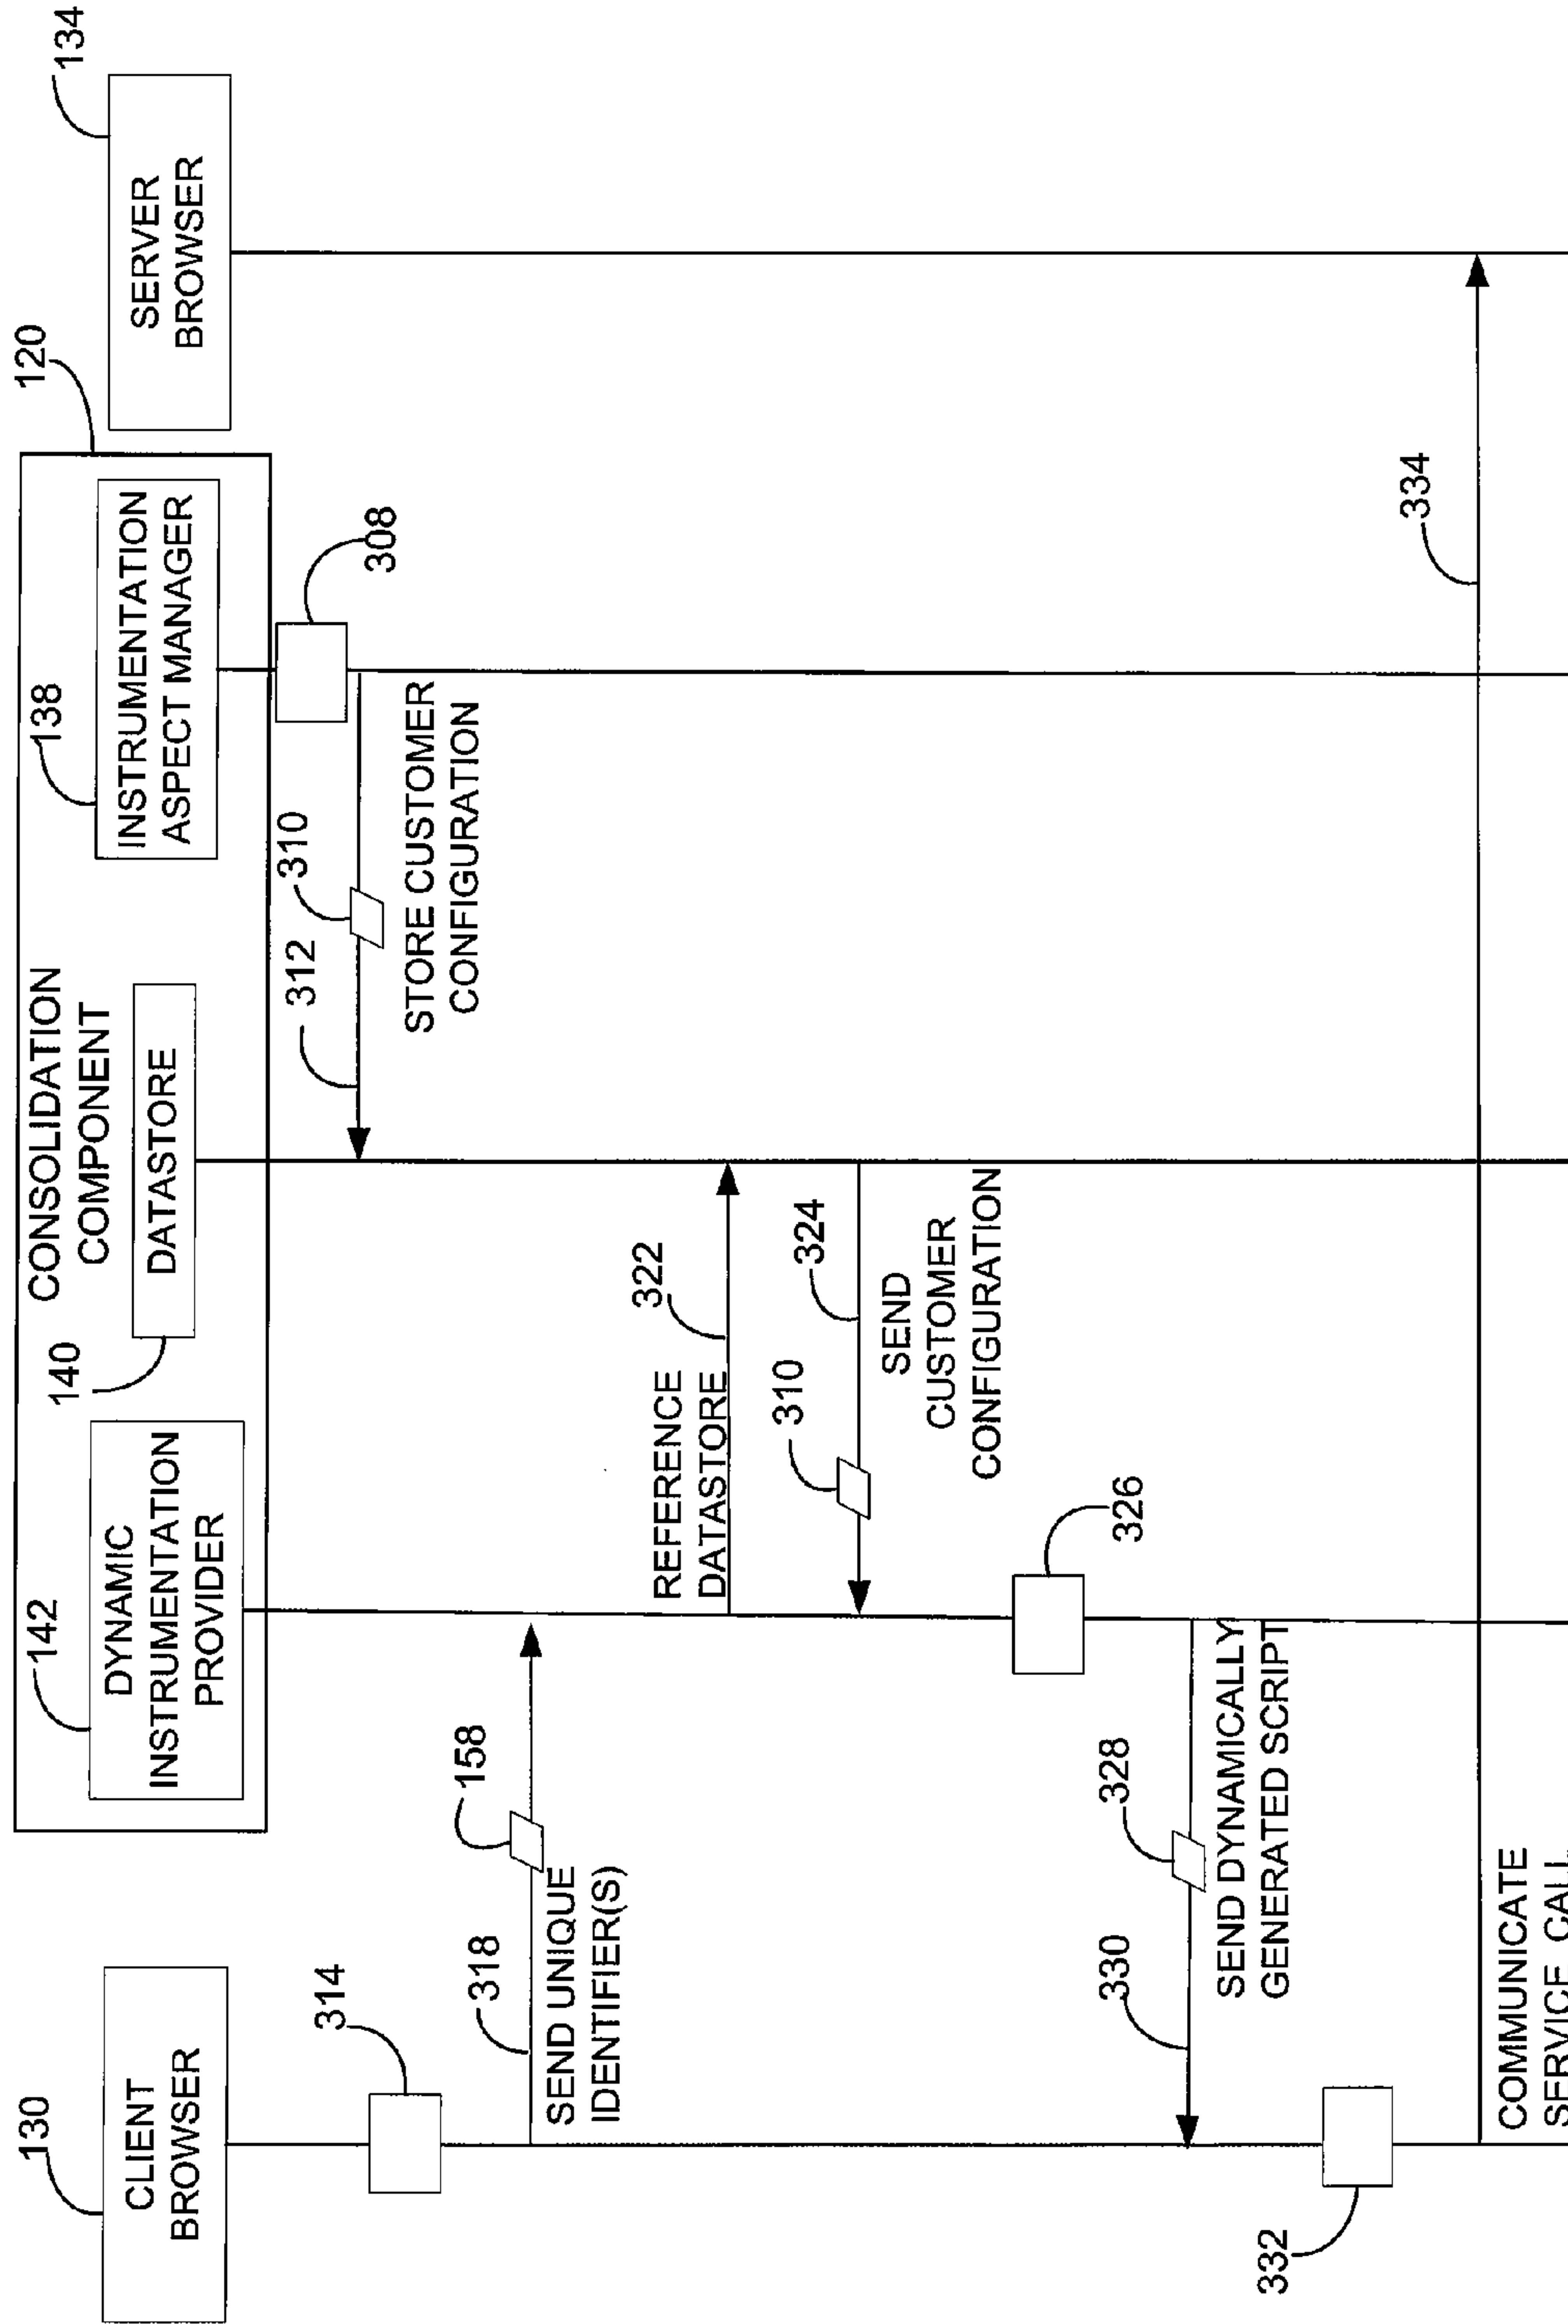 130
CLIENT
BROWSER
142
DYNAMIC
INSTRUMENTATION
PROVIDER
140
CONSOLIDATION
COMPONENT
DATASTORE
138
INSTRUMENTATION
ASPECT MANAGER
120
134
SERVER
BROWSER
308
312
310
STORE CUSTOMER
CONFIGURATION
314
318
158
SEND UNIQUE
IDENTIFIER(S)
REFERENCE
DATASTORE
322
310
324
SEND
CUSTOMER
CONFIGURATION
326
330
328
SEND DYNAMICALLY
GENERATED SCRIPT
332
334
COMMUNICATE
SERVICE CALL